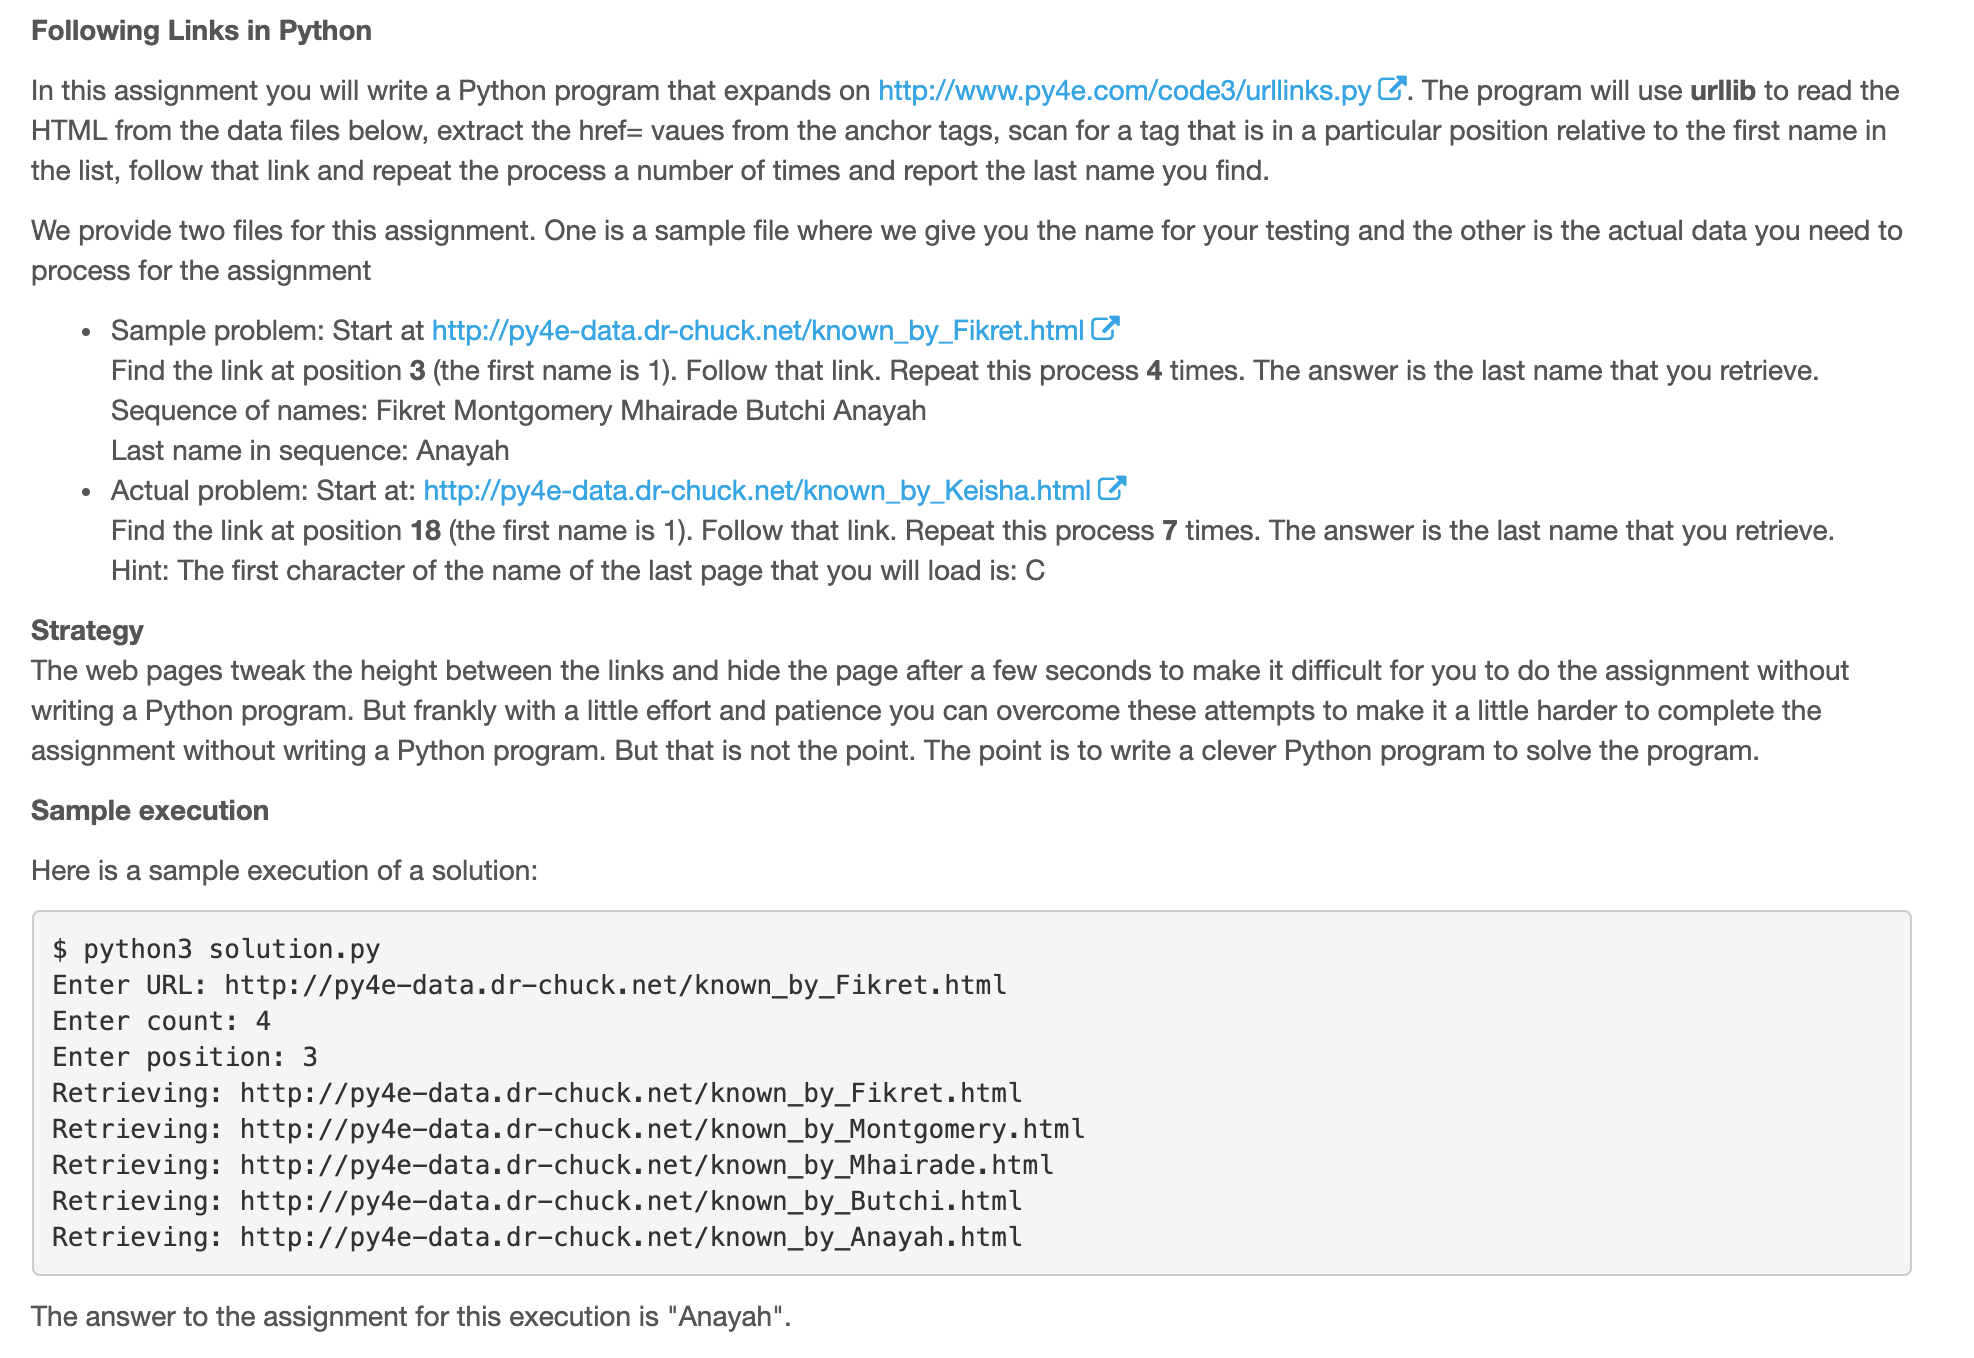 Following Links in Python
In this assignment you will write a Python program that expands on http://www.py4e.com/code3/urllinks.py. The program will use urllib to read the
HTML from the data files below, extract the href= vaues from the anchor tags, scan for a tag that is in a particular position relative to the first name in
the list, follow that link and repeat the process a number of times and report the last name you find.
We provide two files for this assignment. One is a sample file where we give you the name for your testing and the other is the actual data you need to
process for the assignment
• Sample problem: Start at http://py4e-data.dr-chuck.net/known_by_Fikret.html
Find the link at position 3 (the first name is 1). Follow that link. Repeat this process 4 times. The answer is the last name that you retrieve.
Sequence of names: Fikret Montgomery Mhairade Butchi Anayah
Last name in sequence: Anayah
• Actual problem: Start at: http://py4e-data.dr-chuck.net/known_by_Keisha.html
Find the link at position 18 (the first name is 1). Follow that link. Repeat this process 7 times. The answer is the last name that you retrieve.
Hint: The first character of the name of the last page that you will load is: C
Strategy
The web pages tweak the height between the links and hide the page after a few seconds to make it difficult for you to do the assignment without
writing a Python program. But frankly with a little effort and patience you can overcome these attempts to make it a little harder to complete the
assignment without writing a Python program. But that is not the point. The point is to write a clever Python program to solve the program.
Sample execution
Here is a sample execution of a solution:
$ python3 solution.py
Enter URL: http://py4e-data.dr-chuck.net/known_by_Fikret.html
Enter count: 4
Enter position: 3
Retrieving: http://py4e-data.dr-chuck.net/known_by_Fikret.html
Retrieving: http://py4e-data.dr-chuck.net/known_by_Montgomery.html
Retrieving: http://py4e-data.dr-chuck.net/known_by_Mhairade.html
Retrieving: http://py4e-data.dr-chuck.net/known_by_Butchi.html
Retrieving: http://py4e-data.dr-chuck.net/known_by_Anayah.html
The answer to the assignment for this execution is "Anayah".